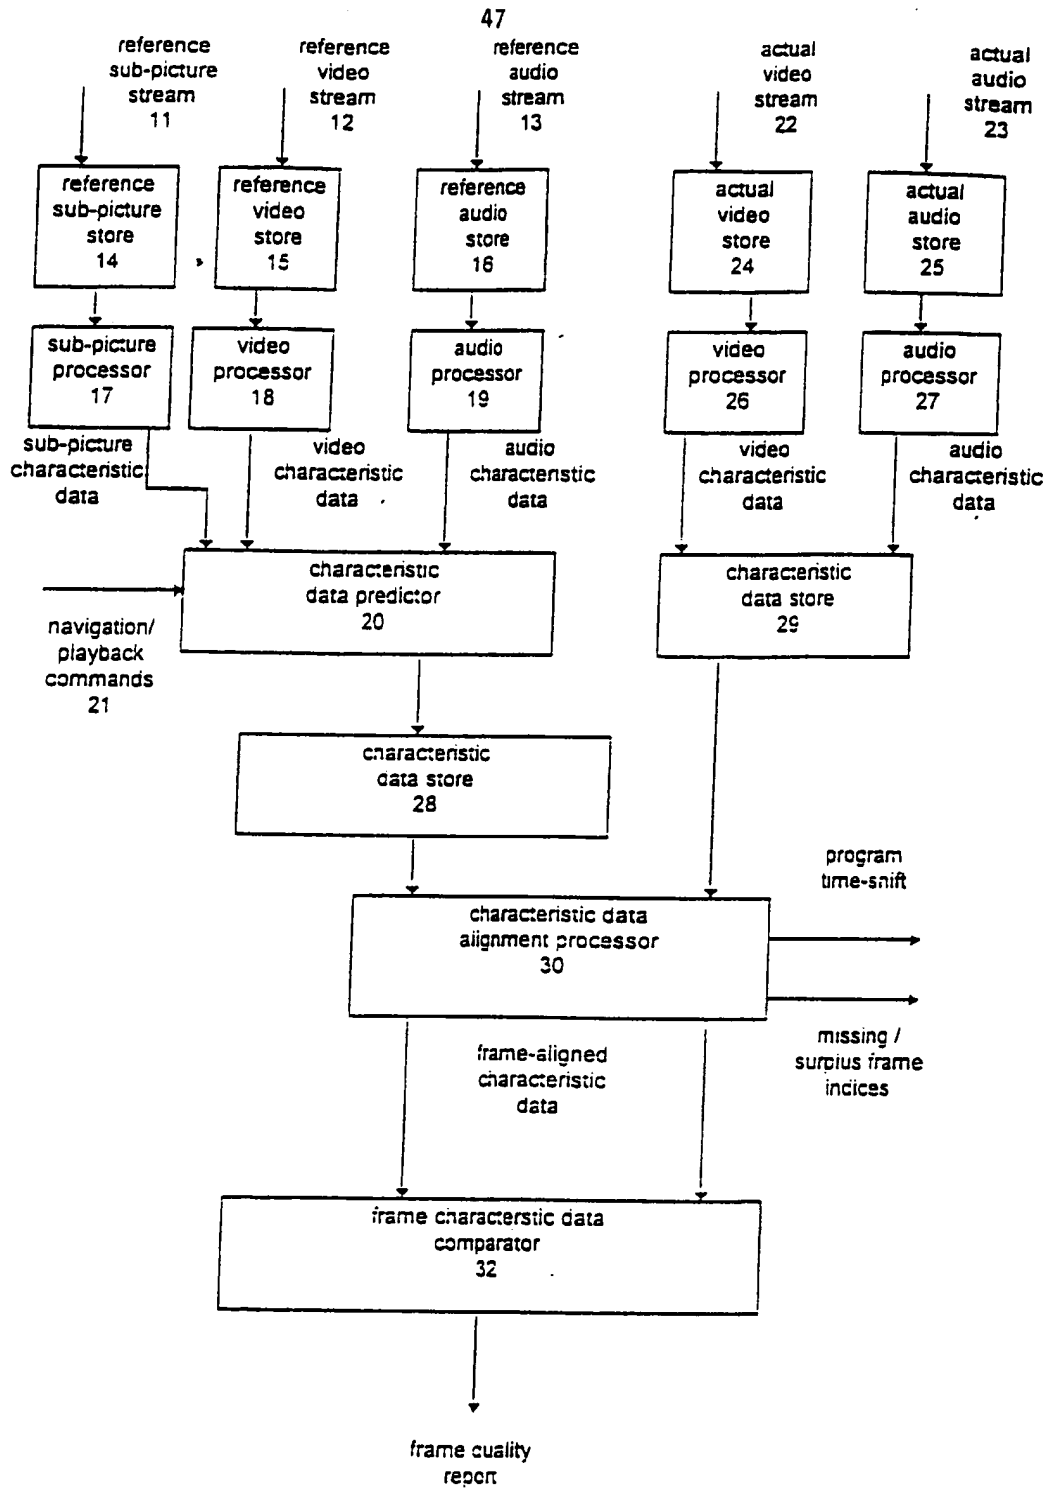 47
reference
sub-picture
stream
11
reference
video
stream
12
reference
audio
stream
13
actual
video
stream
22
actual
audio
stream
23
reference
sub-picture
store
14
reference
video
store
15
reference
audio
store
16
actual
video
store
24
actual
audio
store
25
sub-picture
processor
17
video
processor
18
audio
processor
19
video
processor
26
audio
processor
27
sub-picture
characteristic
data
video
characteristic
data
audio
characteristic
data
video
characteristic
data
audio
characteristic
data
characteristic
data predictor
20
characteristic
data store
29
navigation/
playback
commands
21
characteristic
data store
28
program
time-shift
characteristic data
alignment processor
30
missing /
surplus frame
indices
frame-aligned
characteristic
data
frame characterstic data
comparator
32
frame quality
report